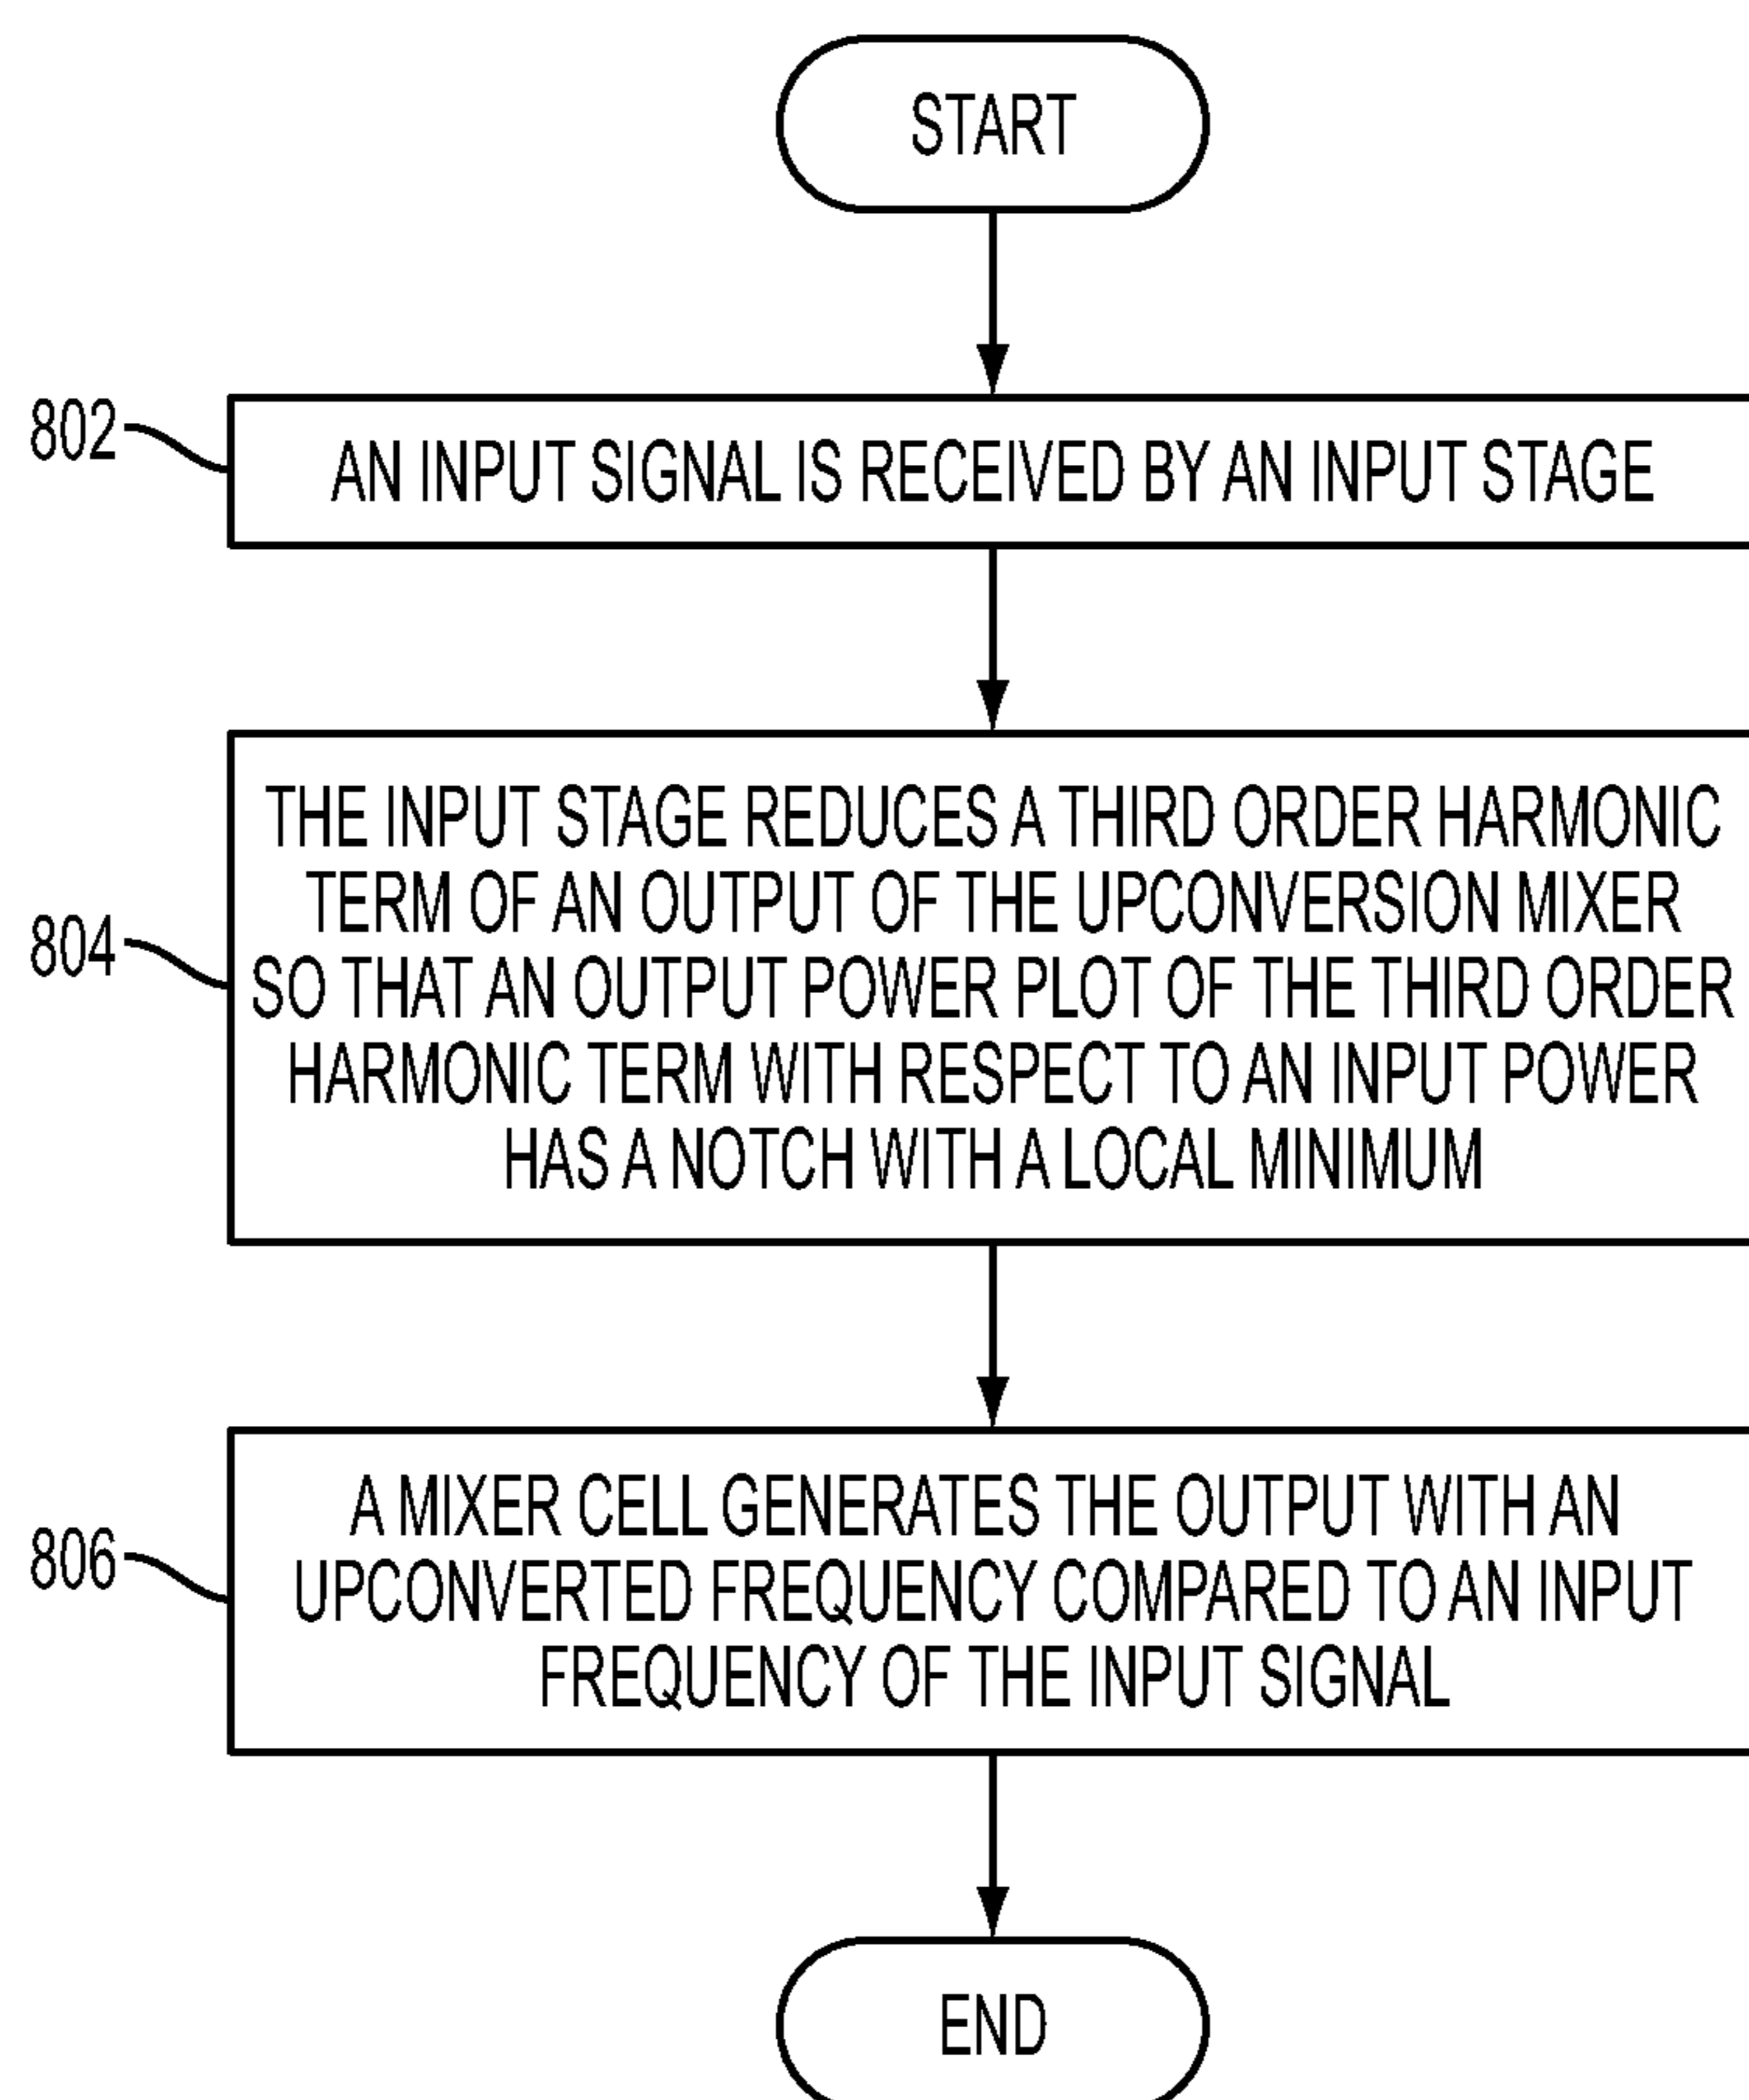 START
802
AN INPUT SIGNAL IS RECEIVED BY AN INPUT STAGE
804
THE INPUT STAGE REDUCES A THIRD ORDER HARMONIC
TERM OF AN OUTPUT OF THE UPCONVERSION MIXER
SO THAT AN OUTPUT POWER PLOT OF THE THIRD ORDER
HARMONIC TERM WITH RESPECT TO AN INPUT POWER
HAS A NOTCH WITH A LOCAL MINIMUM
806
A MIXER CELL GENERATES THE OUTPUT WITH AN
UPCONVERTED FREQUENCY COMPARED TO AN INPUT
FREQUENCY OF THE INPUT SIGNAL
END